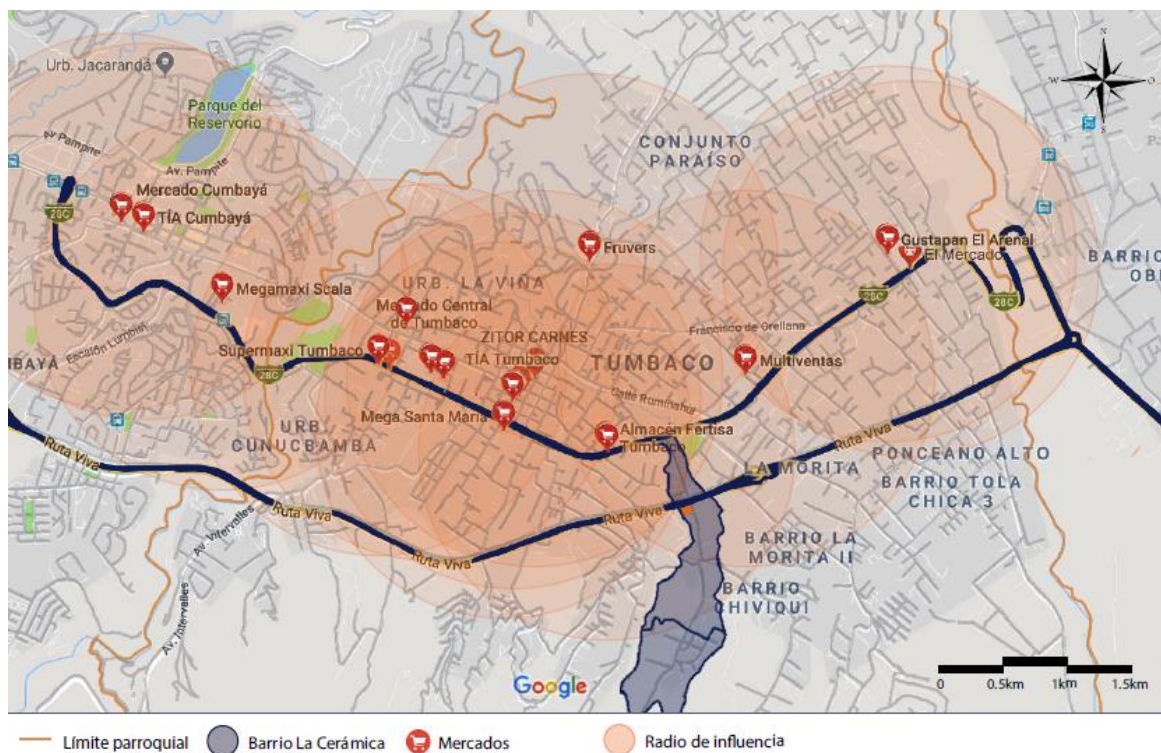 Urb. Jacarandá
Parque del
Reservorio
Av Pampite
Av. Pampite
Mercado Cumbayá
TÍA Cumbayá
28C
Megamaxi Scala
Escalón Lumbisí
Supermaxi Tumbaco
28C
URB.
CUNUCBAMBA
Ruta Viva
Av. Vitervalles
Av. Intervalles
CONJUNTO
PARAÍSO
Fruvers
URB. LA VIÑA
Mercado Central
de Tumbaco
ZITOR CARNES
TÍA Tumbaco
TUMBACO
Mega Santa María
Calle Rumiñahui
Almacén Fertisa
Tumbaco
Francisco de Orellana
Multiventas
Gustapan El Arenal
El Mercado
28C
28C
BARRIO
Ruta Viva
Ruta Viva
Ruta Viva
LA MORITA
PONCEANO ALTO
BARRIO TOLA
CHICA 3
BARRIO LA
MORITA II
BARRIO
CHIVIQUI
N
W
O
S
Google
0 0.5km 1km 1.5km
Límite parroquial Barrio La Cerámica Mercados Radio de influencia